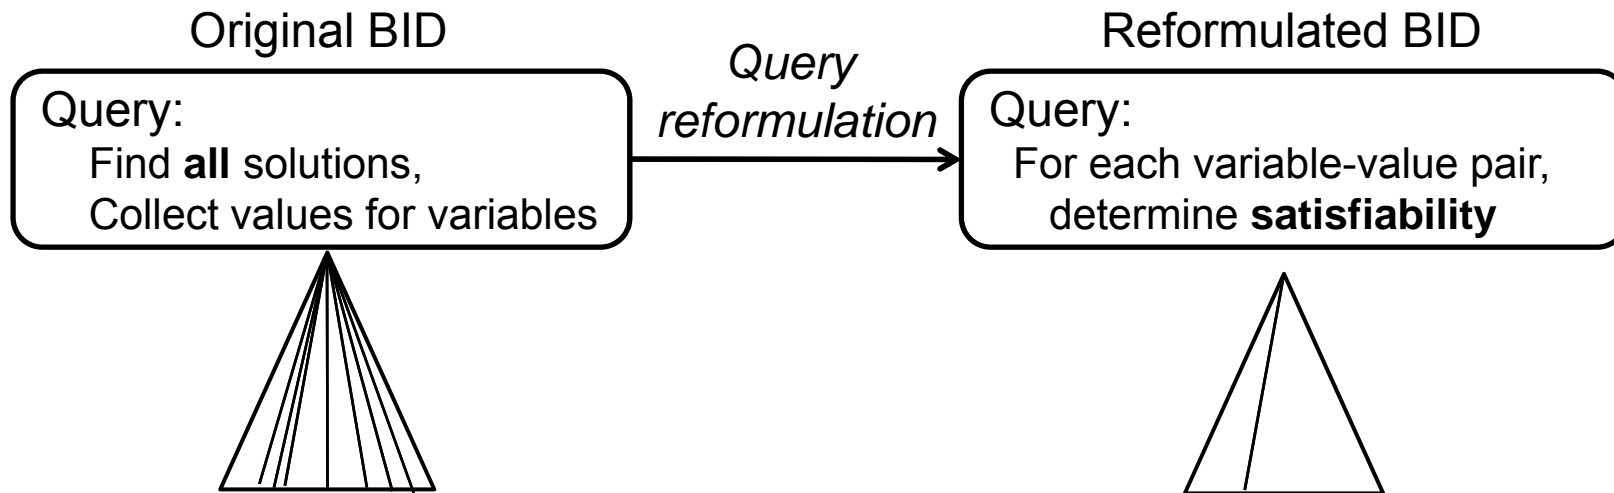 Original BID
Query:
Find all solutions,
Collect values for variables
Query
reformulation
Reformulated BID
Query:
For each variable-value pair,
determine satisfiability